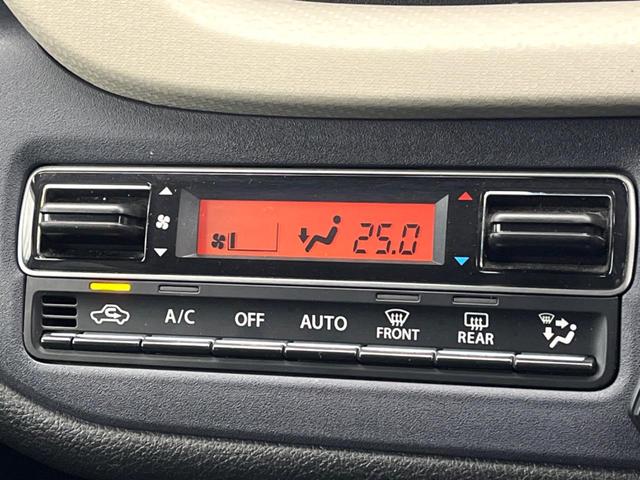 25.0
A/C OFF AUTO FRONT REAR